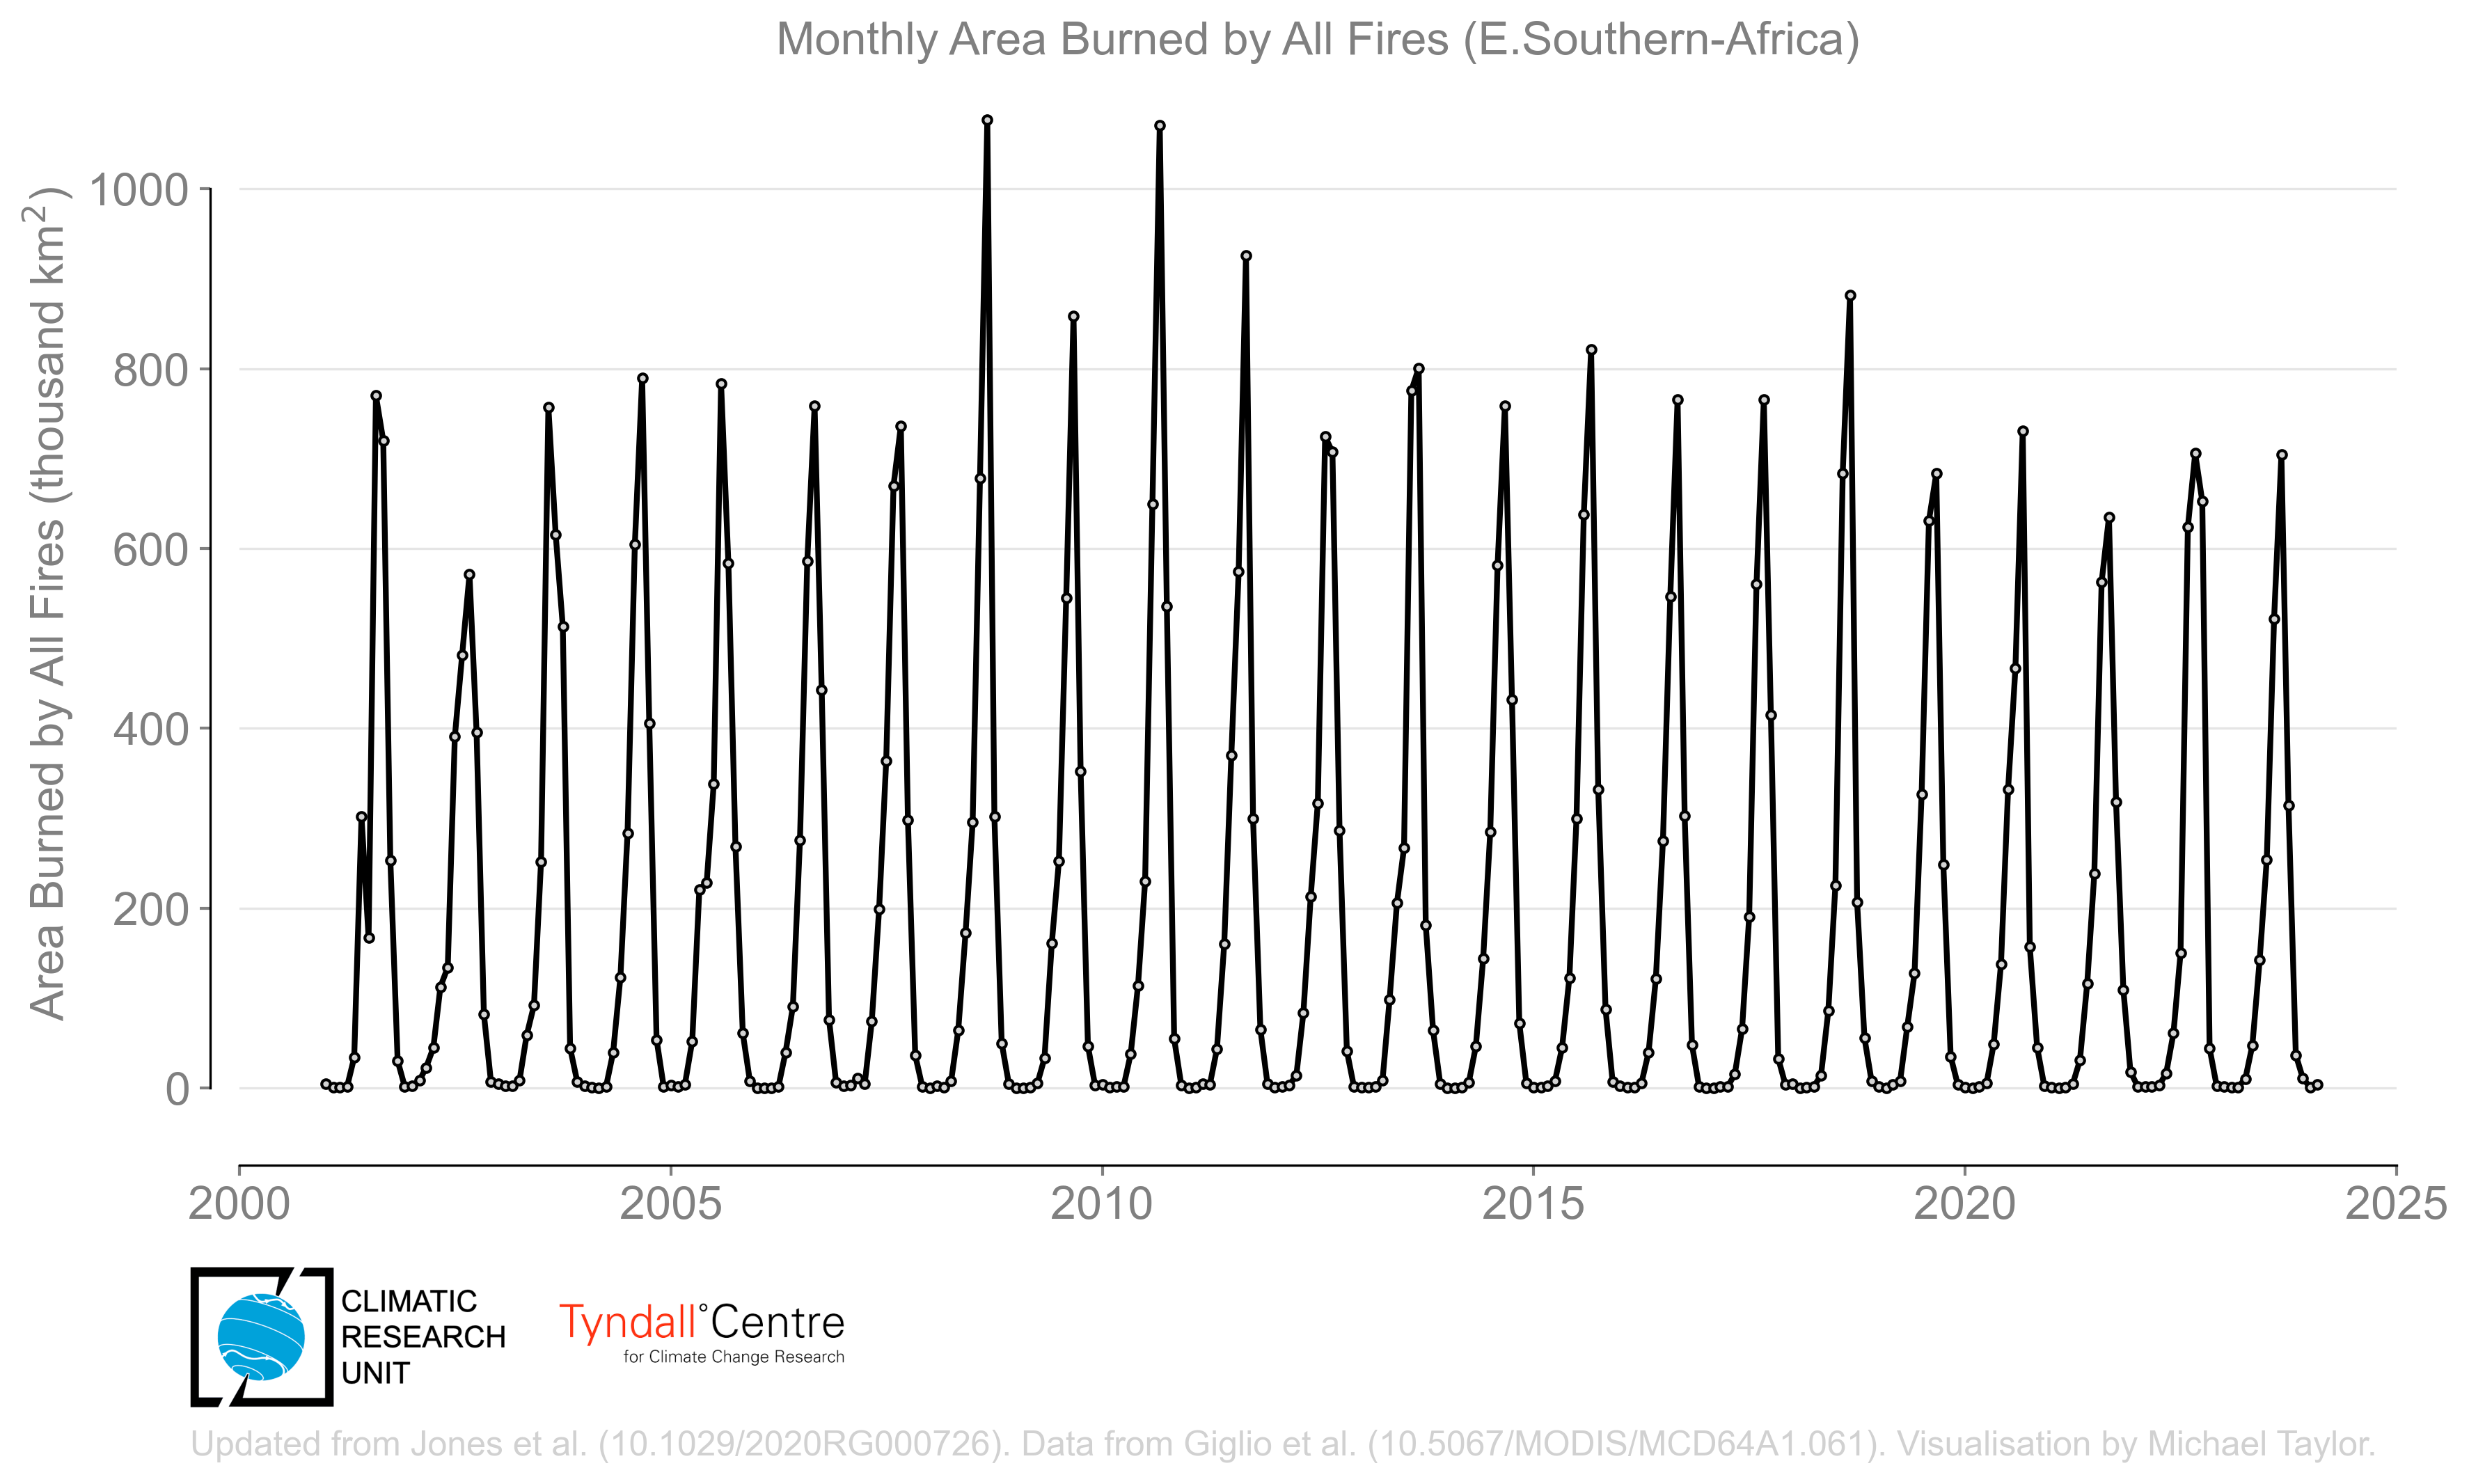 Monthly Area Burned by All Fires (E.Southern-Africa)
Area Burned by All Fires (thousand km²)
1000
800
600
400
200
0
2000 2005 2010 2015 2020 2025
CLIMATIC
RESEARCH
UNIT
Tyndall°Centre
for Climate Change Research
Updated from Jones et al. (10.1029/2020RG000726). Data from Giglio et al. (10.5067/MODIS/MCD64A1.061). Visualisation by Michael Taylor.